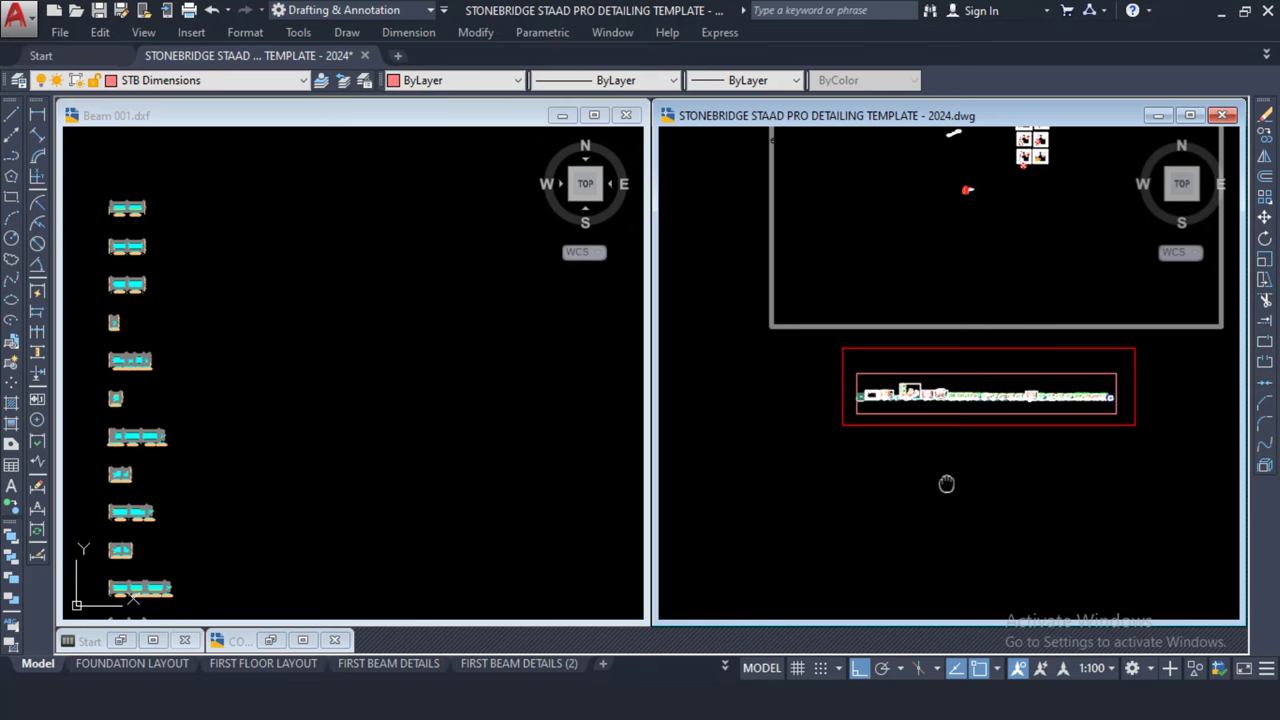 A Drafting & Annotation STONEBRIDGE STAAD PRO DETAILING TEMPLATE - ... Type a keyword or phrase Sign In
File Edit View Insert Format Tools Draw Dimension Modify Parametric Window Help Express
Start STONEBRIDGE STAAD ... TEMPLATE - 2024*
STB Dimensions ByLayer ByLayer ByLayer ByColor
Beam 001.dxf STONEBRIDGE STAAD PRO DETAILING TEMPLATE - 2024.dwg
N N
W TOP E W TOP E
S S
WCS WCS
Y
X
Activate Windows
Go to Settings to activate Windows.
Start CO...
Model FOUNDATION LAYOUT FIRST FLOOR LAYOUT FIRST BEAM DETAILS FIRST BEAM DETAILS (2) MODEL 1:100